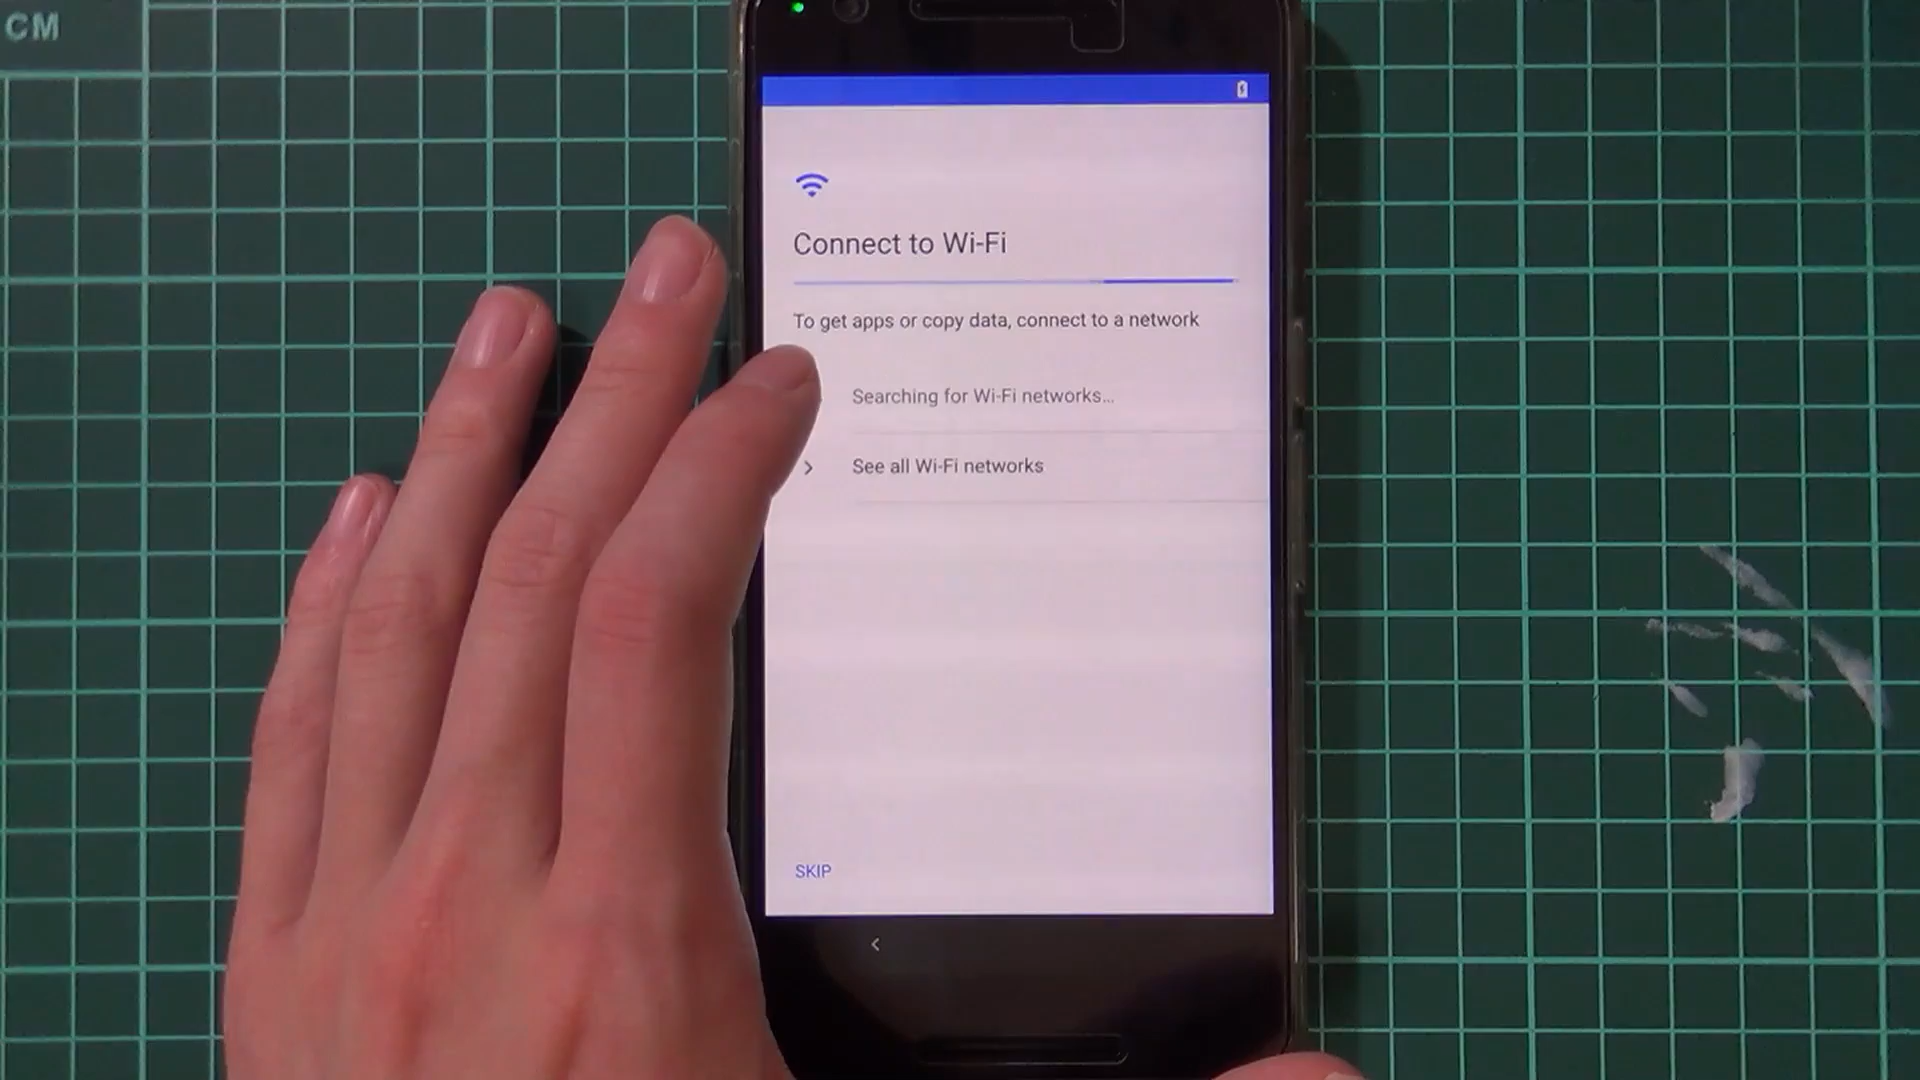 CM
Connect to Wi-Fi
To get apps or copy data, connect to a network
Searching for Wi-Fi networks...
See all Wi-Fi networks
SKIP